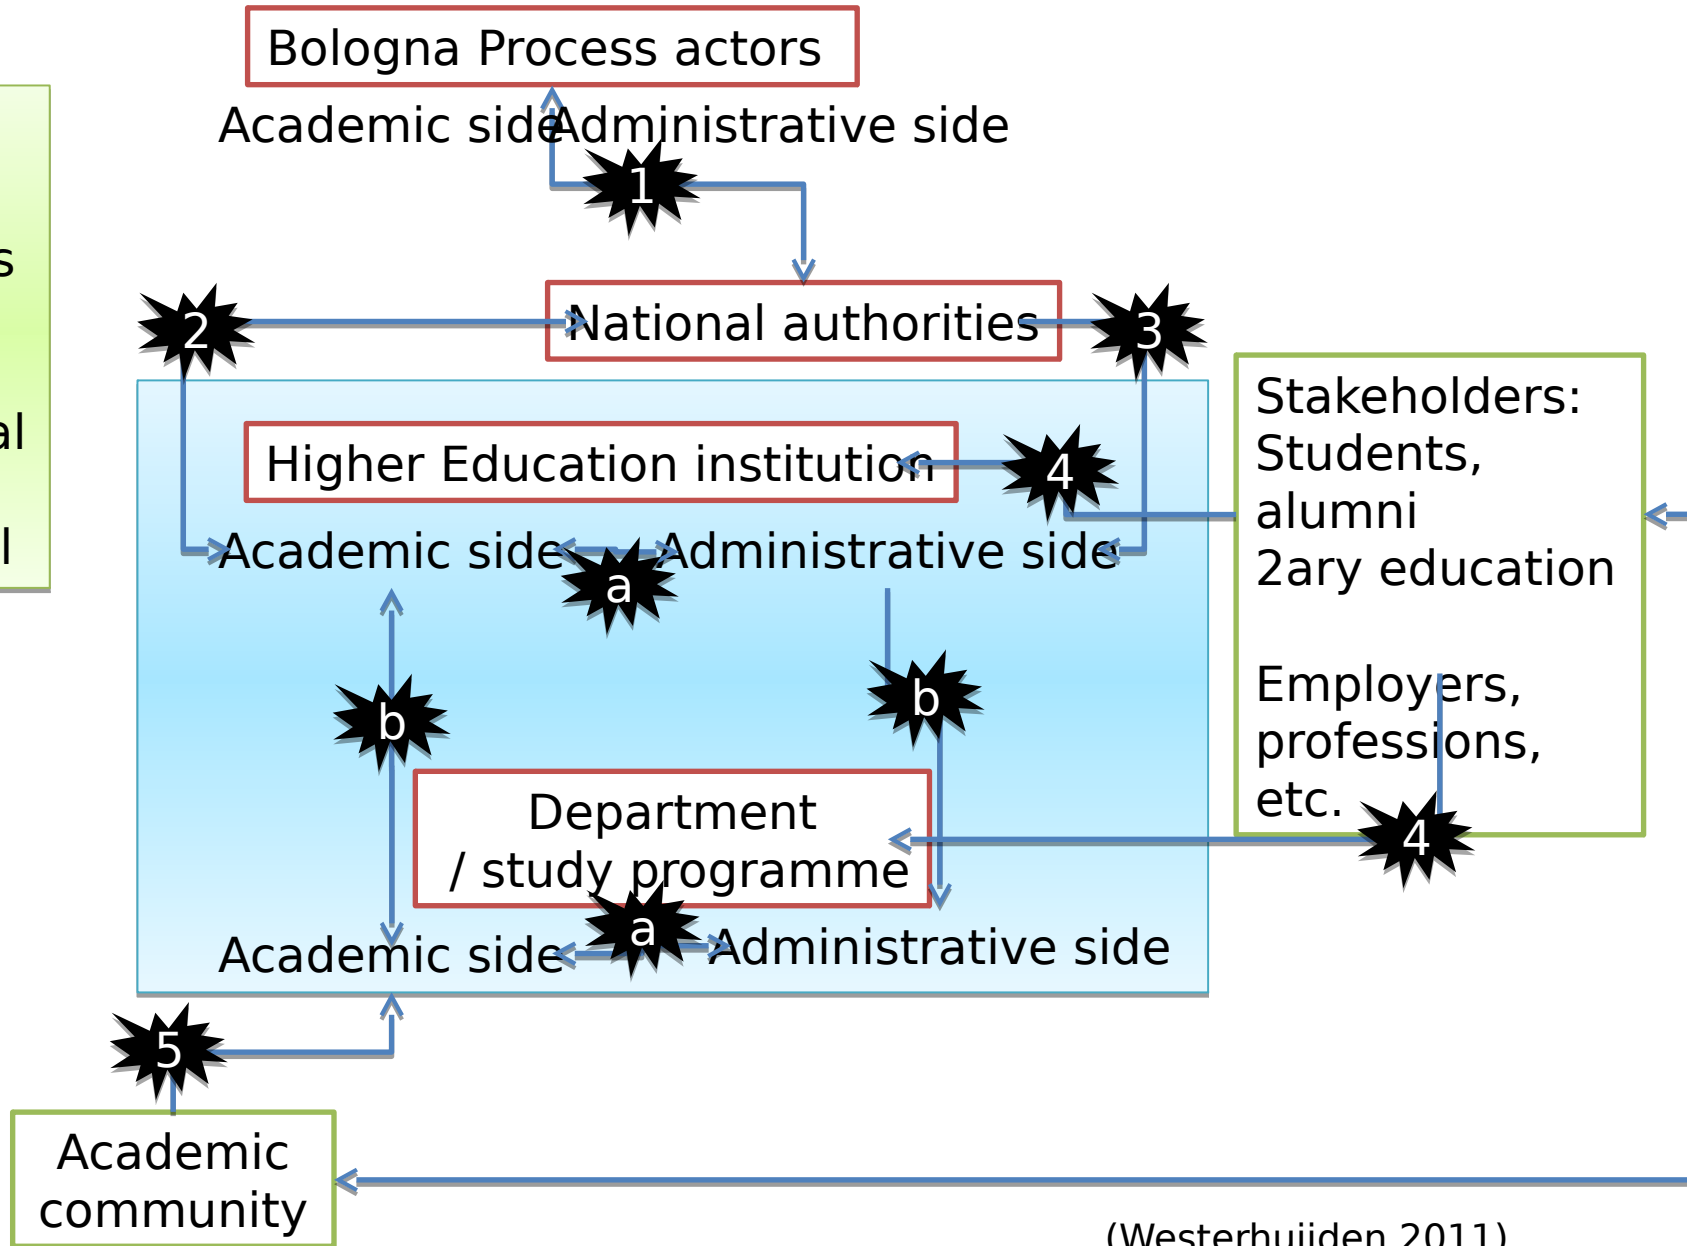 Bologna Process actors
Academic side
Administrative side
1
s
al
l
2
National authorities
3
Higher Education institution
4
Academic side
Administrative side
a
b
b
Department
/ study programme
a
Academic side
Administrative side
Stakeholders:
Students,
alumni
2ary education
Employers,
professions,
etc.
4
5
Academic
community
(Westerhuijden 2011)